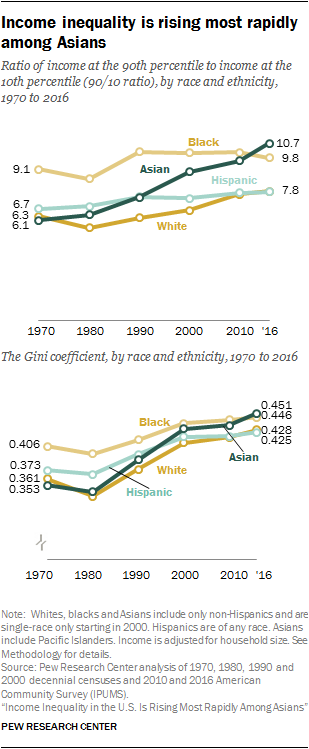 Income inequality is rising most rapidly
among Asians
Ratio of income at the 90th percentile to income at the
10th percentile (90/10 ratio), by race and ethnicity,
1970 to 2016
Black
10.7
9.8
9.1
Asian
Hispanic
7.8
6.7
6.3
6.1
White
1970 1980 1990 2000 2010 '16
The Gini coefficient, by race and ethnicity, 1970 to 2016
0.451
0.446
0.428
0.425
Black
0.406
Asian
0.373
White
0.361
0.353
Hispanic
1970 1980 1990 2000 2010 '16
Note: Whites, blacks and Asians include only non-Hispanics and are
single-race only starting in 2000. Hispanics are of any race. Asians
include Pacific Islanders. Income is adjusted for household size. See
Methodology for details.
Source: Pew Research Center analysis of 1970, 1980, 1990 and
2000 decennial censuses and 2010 and 2016 American
Community Survey (IPUMS).
“Income Inequality in the U.S. Is Rising Most Rapidly Among Asians”
PEW RESEARCH CENTER